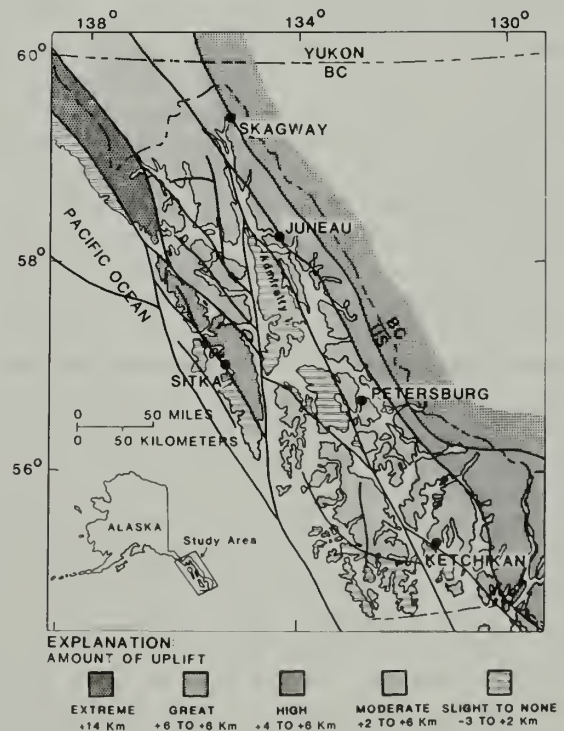 138° 134° 130°
60°
YUKON
BC
SKAGWAY
PACIFIC OCEAN
JUNEAU
58°
Admiralty I.
BC
US
SITKA
PETERSBURG
0 50 MILES
0 50 KILOMETERS
56°
ALASKA
Study Area
KETCHIKAN
EXPLANATION:
AMOUNT OF UPLIFT
EXTREME GREAT HIGH MODERATE SLIGHT TO NONE
+14 Km +6 TO +6 Km +4 TO +6 Km +2 TO +6 Km -3 TO +2 Km